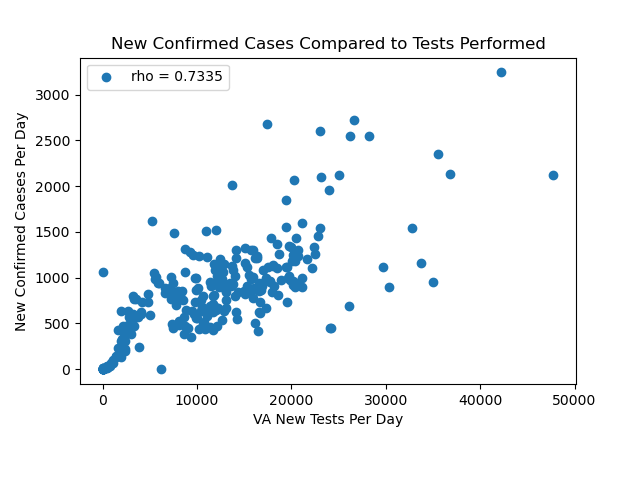 New Confirmed Cases Compared to Tests Performed
rho = 0.7335
New Confirmed Caeses Per Day
3000
2500
2000
1500
1000
500
0
0 10000 20000 30000 40000 50000
VA New Tests Per Day